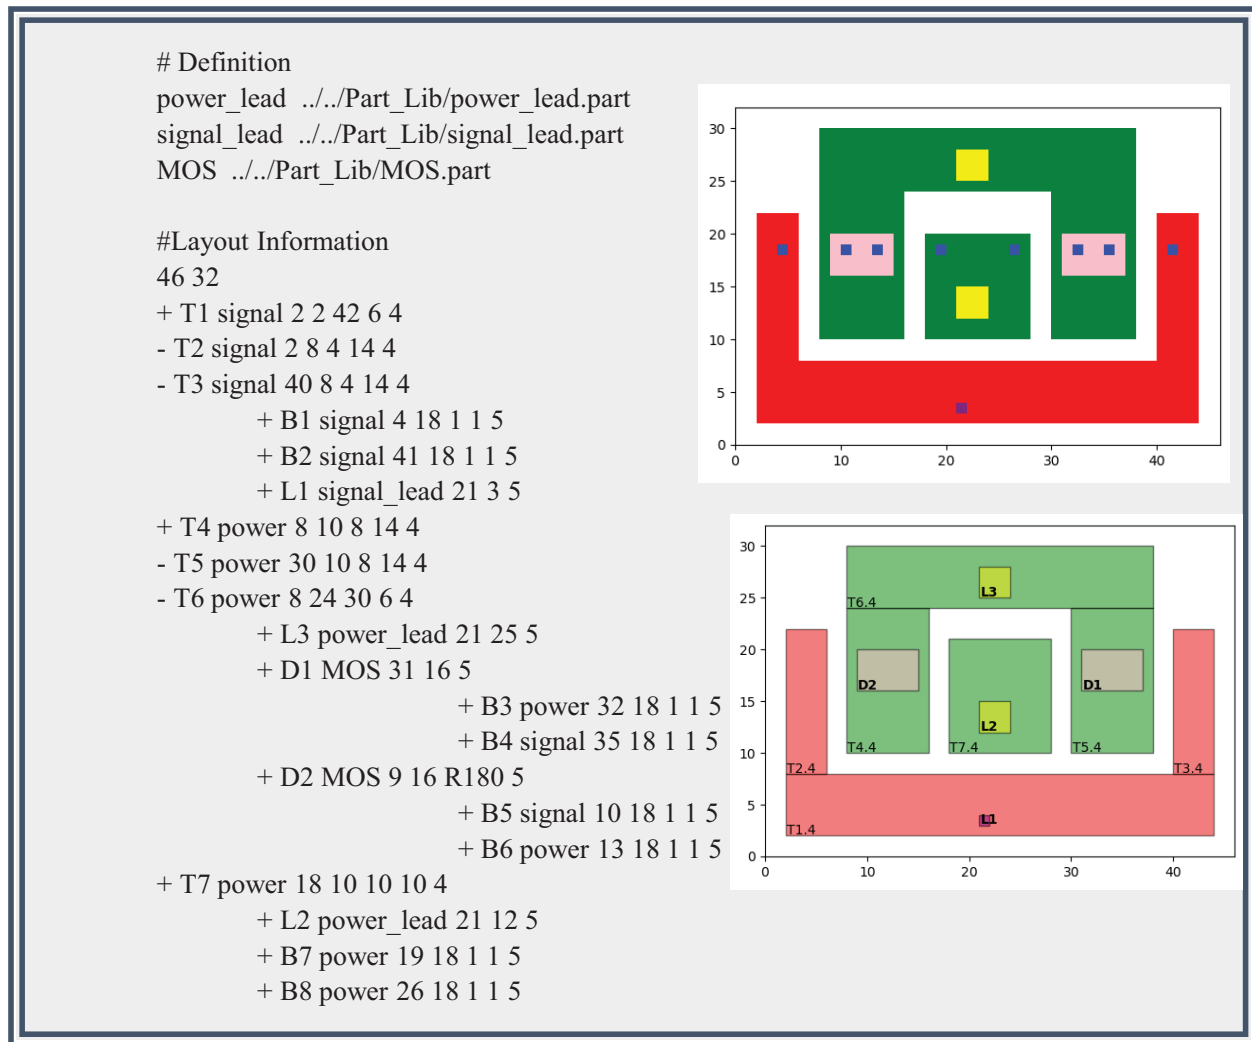 # Definition
power_lead ../../Part_Lib/power_lead.part
signal_lead ../../Part_Lib/signal_lead.part
MOS ../../Part_Lib/MOS.part
#Layout Information
46 32
+ T1 signal 2 2 42 6 4
- T2 signal 2 8 4 14 4
- T3 signal 40 8 4 14 4
+ B1 signal 4 18 1 1 5
+ B2 signal 41 18 1 1 5
+ L1 signal_lead 21 3 5
+ T4 power 8 10 8 14 4
- T5 power 30 10 8 14 4
- T6 power 8 24 30 6 4
+ L3 power_lead 21 25 5
+ D1 MOS 31 16 5
+ B3 power 32 18 1 1 5
+ B4 signal 35 18 1 1 5
+ D2 MOS 9 16 R180 5
+ B5 signal 10 18 1 1 5
+ B6 power 13 18 1 1 5
+ T7 power 18 10 10 10 4
+ L2 power_lead 21 12 5
+ B7 power 19 18 1 1 5
+ B8 power 26 18 1 1 5
30
25
20
15
10
5
0
0 10 20 30 40
30
25
20
15
10
5
0
L3
T6.4
D2 D1
L2
T4.4 T7.4 T5.4
T2.4 T3.4
L1
T1.4
0 10 20 30 40